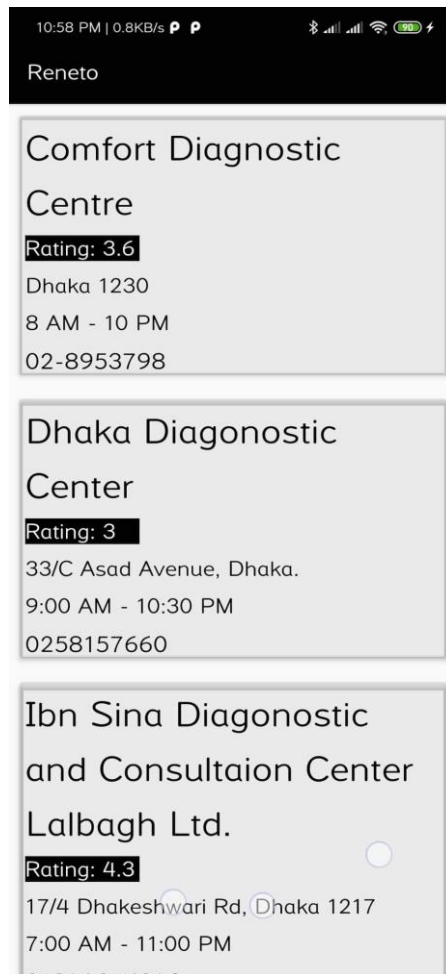 10:58 PM | 0.8KB/s
90
Reneto
Comfort Diagnostic
Centre
Rating: 3.6
Dhaka 1230
8 AM - 10 PM
02-8953798
Dhaka Diagonostic
Center
Rating: 3
33/C Asad Avenue, Dhaka.
9:00 AM - 10:30 PM
0258157660
Ibn Sina Diagonostic
and Consultaion Center
Lalbagh Ltd.
Rating: 4.3
17/4 Dhakeshwari Rd, Dhaka 1217
7:00 AM - 11:00 PM